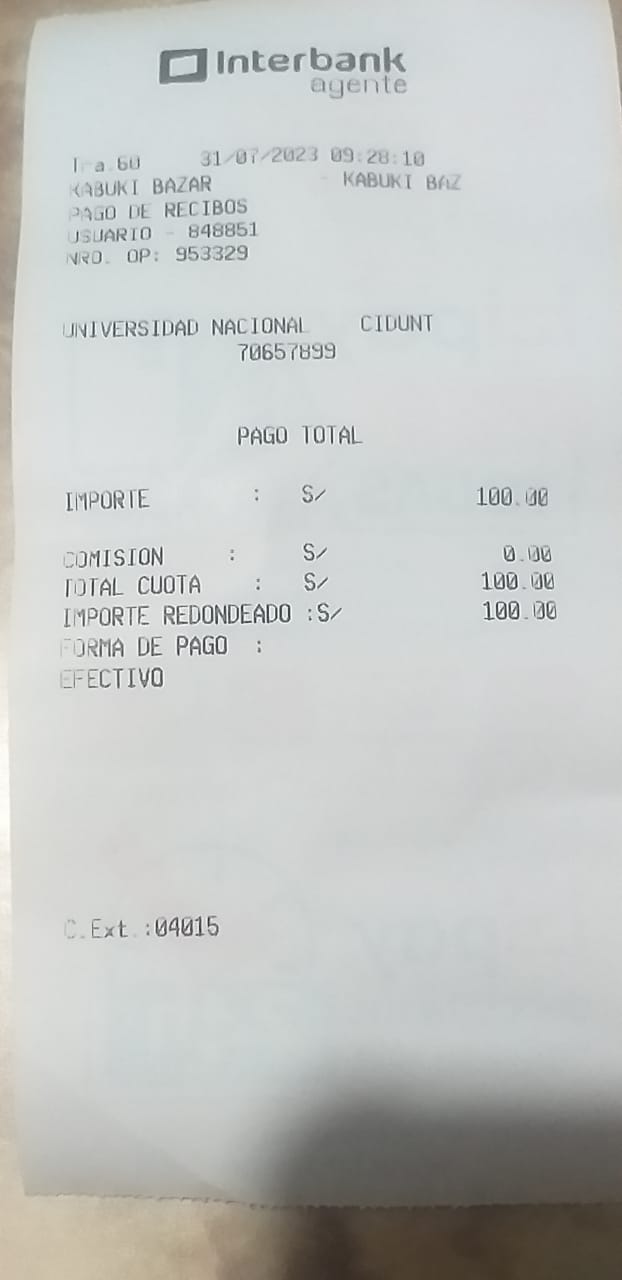 Interbank
agente
Tra.60 31/07/2023 09:28:10
KABUKI BAZAR - KABUKI BAZ
PAGO DE RECIBOS
USUARIO - 848851
NRO. OP: 953329
UNIVERSIDAD NACIONAL CIDUNT
70657899
PAGO TOTAL
IMPORTE : S/ 100.00
COMISION : S/ 0.00
TOTAL CUOTA : S/ 100.00
IMPORTE REDONDEADO :S/ 100.00
FORMA DE PAGO :
EFECTIVO
C.Ext.:04015